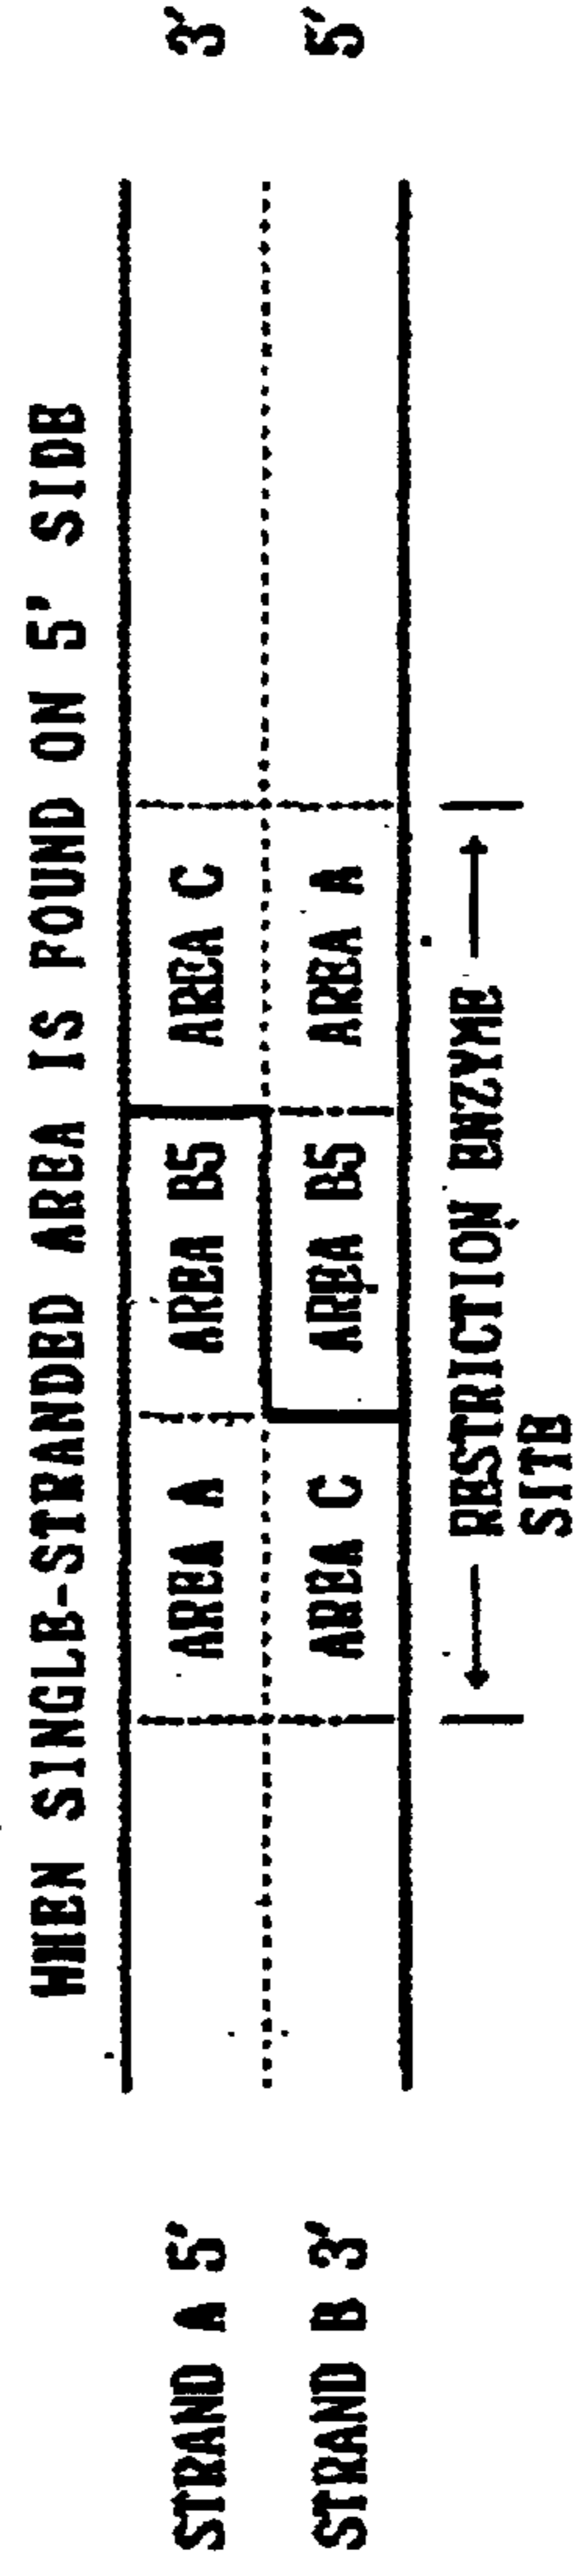 WHEN SINGLE-STRANDED AREA IS FOUND ON 5' SIDE
STRAND A 5' AREA A AREA B5 AREA C 3'
STRAND B 3' AREA C AREA B5 AREA A 5'
RESTRICTION ENZYME
SITE